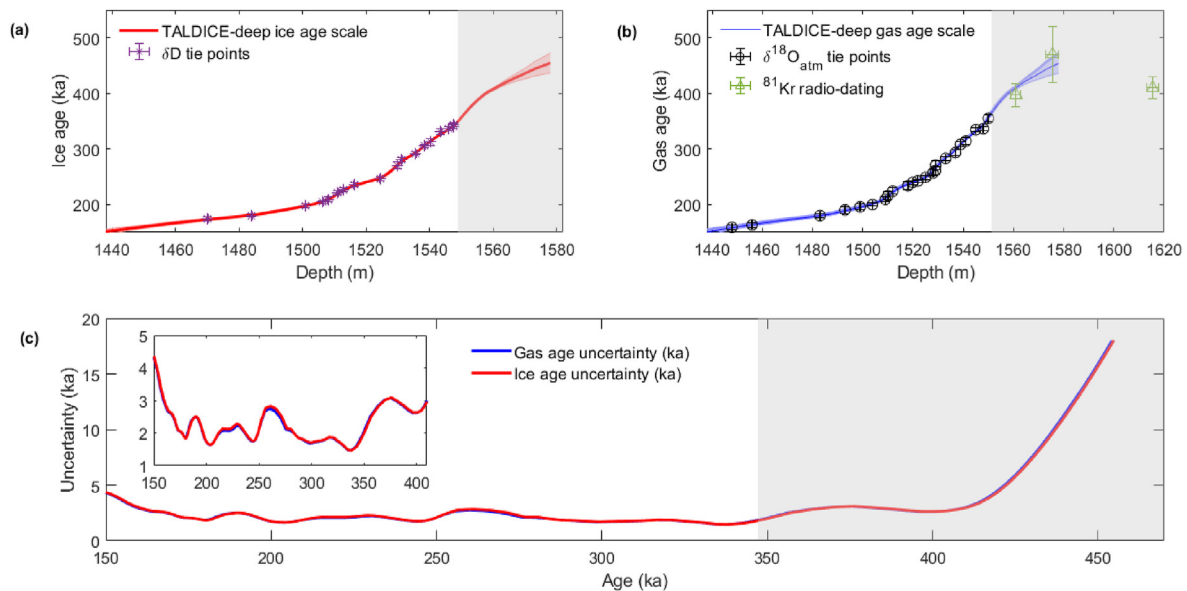 (a)
TALDICE-deep ice age scale
δD tie points
Ice age (ka)
500
400
300
200
1440 1460 1480 1500 1520 1540 1560 1582
Depth (m)
(b)
TALDICE-deep gas age scale
δ¹⁸Oatm tie points
⁸¹Kr radio-dating
Gas age (ka)
500
400
300
200
1440 1460 1480 1500 1520 1540 1560 1580 1600 1620
Depth (m)
(c)
Uncertainty (ka)
20
15
10
5
0
150 200 250 300 350 400 450
Age (ka)
Gas age uncertainty (ka)
Ice age uncertainty (ka)
5
4
3
2
1
150 200 250 300 350 400